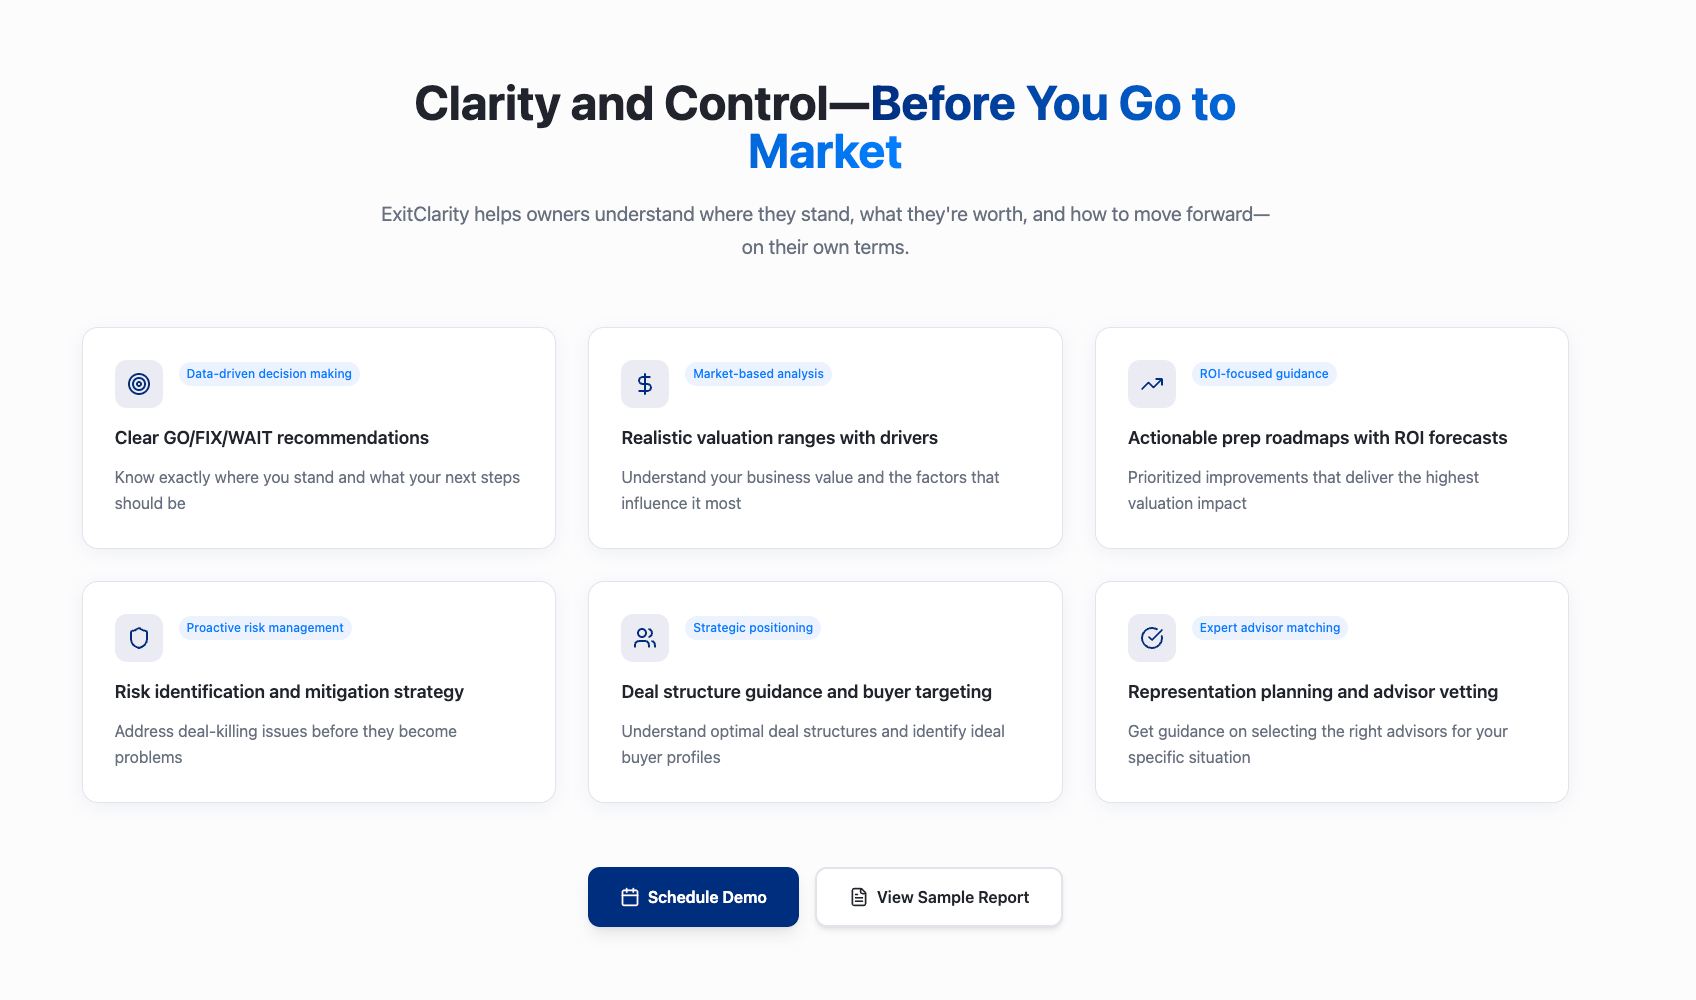 Clarity and Control—Before You Go to
Market
ExitClarity helps owners understand where they stand, what they're worth, and how to move forward—
on their own terms.
Data-driven decision making
Clear GO/FIX/WAIT recommendations
Know exactly where you stand and what your next steps
should be
Market-based analysis
Realistic valuation ranges with drivers
Understand your business value and the factors that
influence it most
ROI-focused guidance
Actionable prep roadmaps with ROI forecasts
Prioritized improvements that deliver the highest
valuation impact
Proactive risk management
Risk identification and mitigation strategy
Address deal-killing issues before they become
problems
Strategic positioning
Deal structure guidance and buyer targeting
Understand optimal deal structures and identify ideal
buyer profiles
Expert advisor matching
Representation planning and advisor vetting
Get guidance on selecting the right advisors for your
specific situation
Schedule Demo
View Sample Report